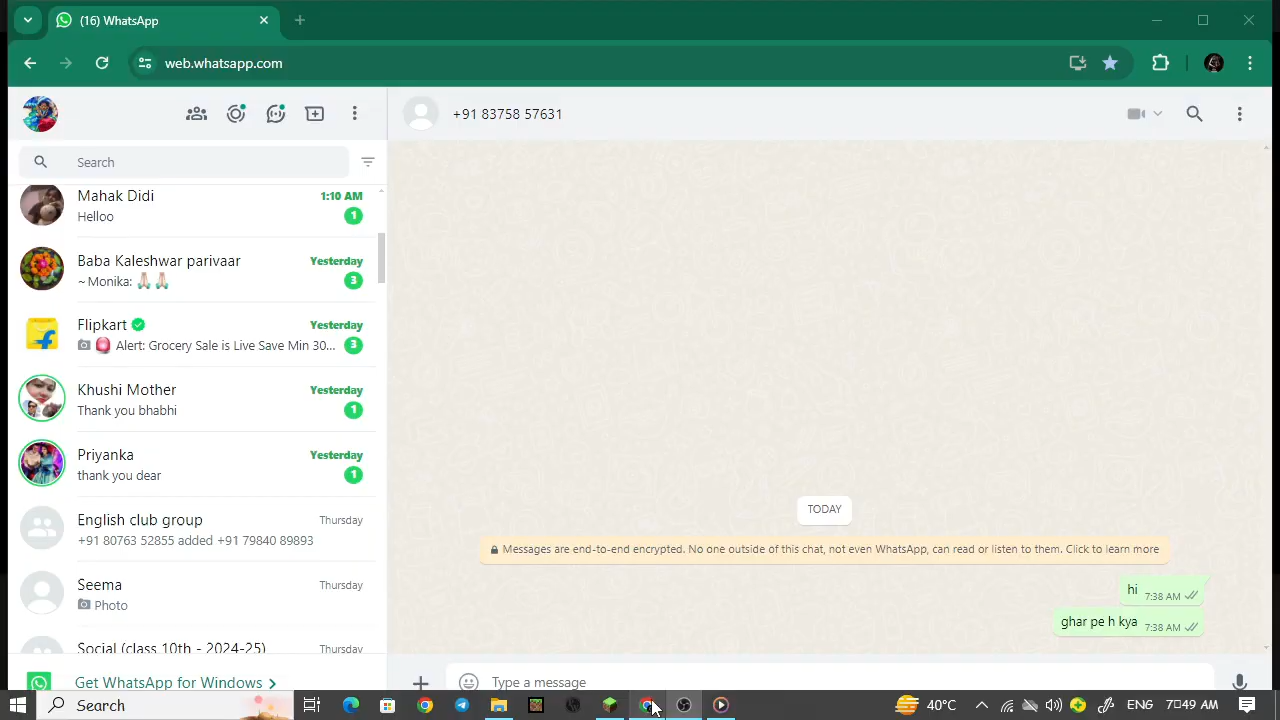 (16) WhatsApp
web.whatsapp.com
+91 83758 57631
Search
Mahak Didi
1:10 AM
Helloo
1
Baba Kaleshwar parivaar
Yesterday
~Monika: 🙏🏻🙏🏻
3
Flipkart
Yesterday
🚨 Alert: Grocery Sale is Live Save Min 30...
3
Khushi Mother
Yesterday
Thank you bhabhi
1
Priyanka
Yesterday
thank you dear
1
English club group
Thursday
+91 80763 52855 added +91 79840 89893
Seema
Thursday
Photo
Social (class 10th - 2024-25)
Thursday
Get WhatsApp for Windows
TODAY
Messages are end-to-end encrypted. No one outside of this chat, not even WhatsApp, can read or listen to them. Click to learn more
hi
7:38 AM
ghar pe h kya
7:38 AM
Type a message
Search
40°C
ENG
7:49 AM